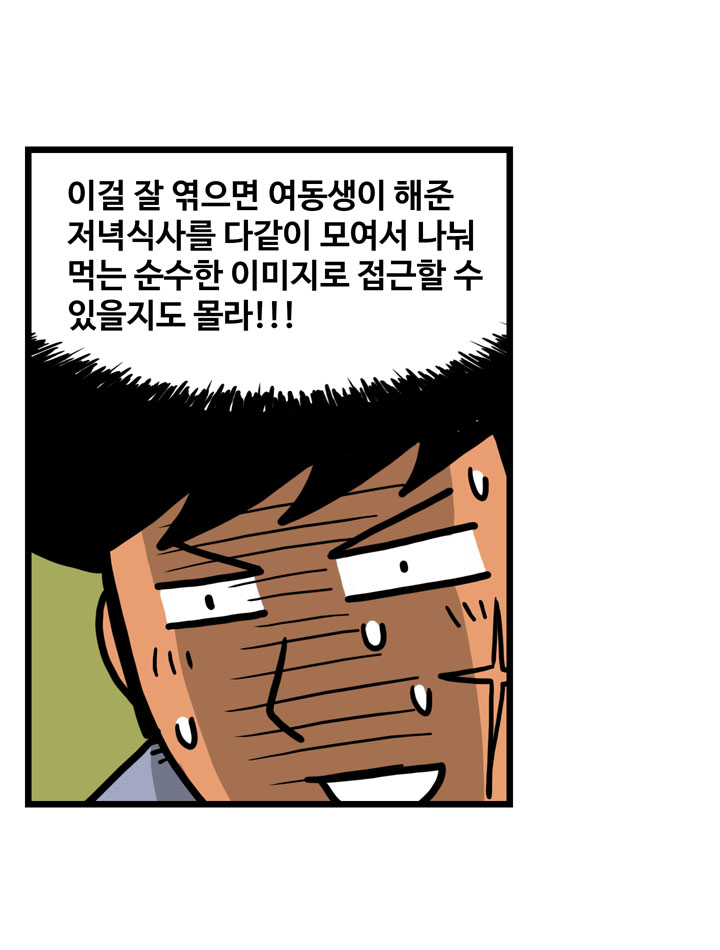 이걸 잘 엮으면 여동생이 해준
저녁식사를 다같이 모여서 나눠
먹는 순수한 이미지로 접근할 수
있을지도 몰라!!!